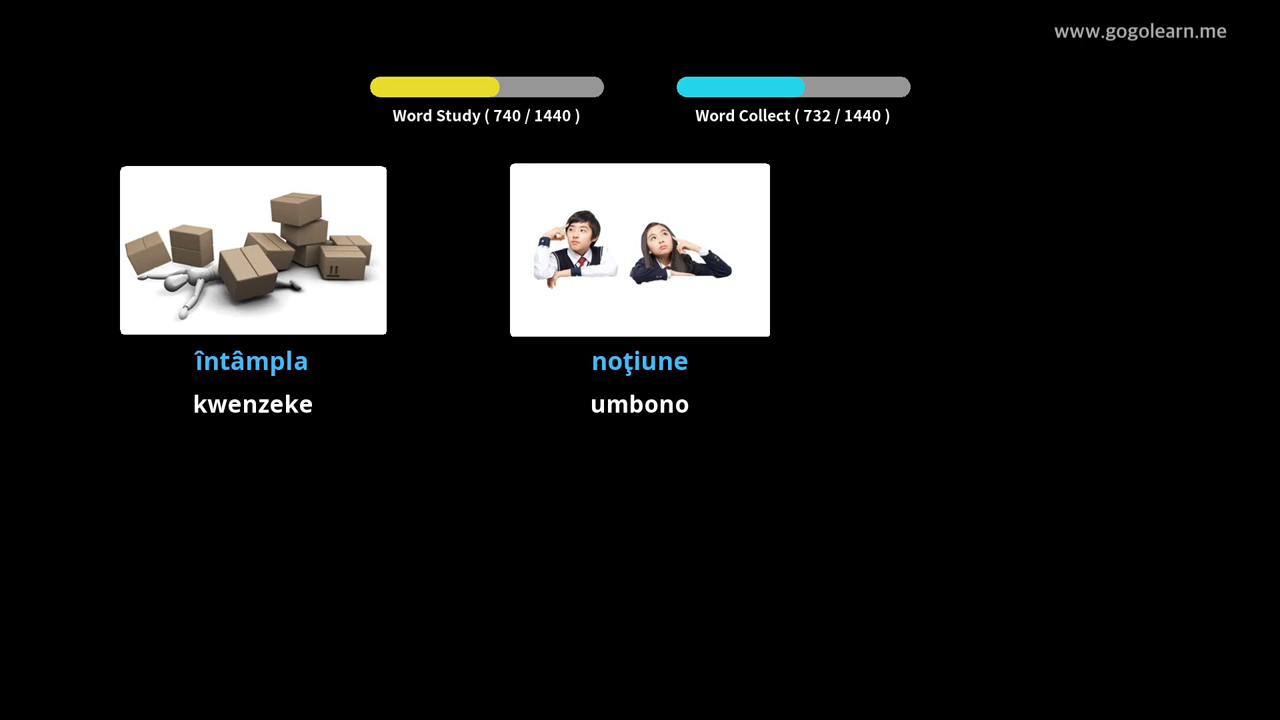 www.gogolearn.me
Word Study ( 740 / 1440 )
Word Collect ( 732 / 1440 )
întâmpla
noţiune
kwenzeke
umbono